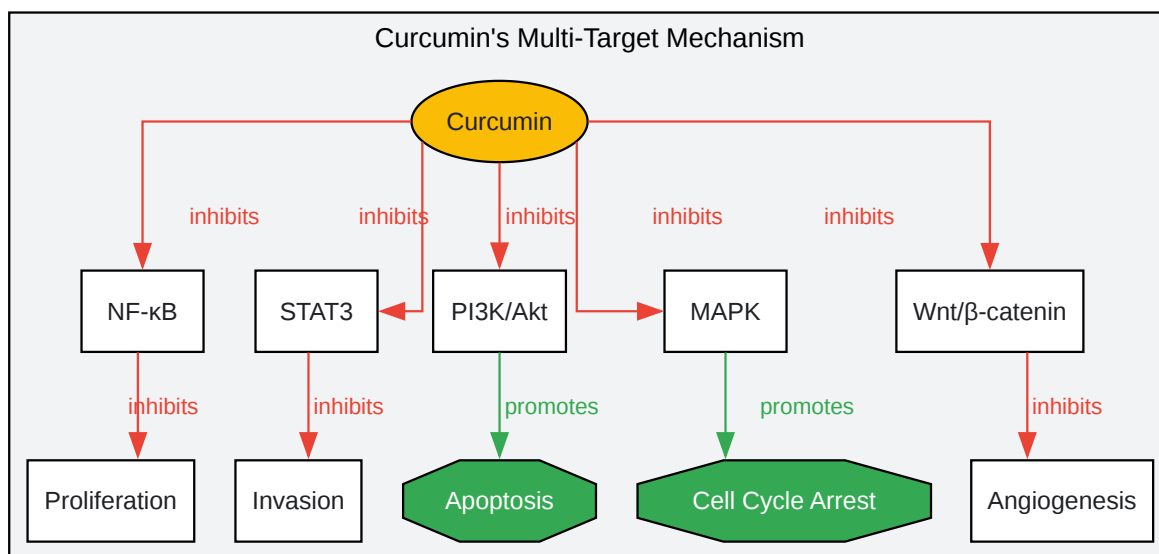 Curcumin's Multi-Target Mechanism
Curcumin
inhibits inhibits inhibits inhibits inhibits
NF-κB STAT3 PI3K/Akt MAPK Wnt/β-catenin
inhibits inhibits promotes promotes inhibits
Proliferation Invasion Apoptosis Cell Cycle Arrest Angiogenesis